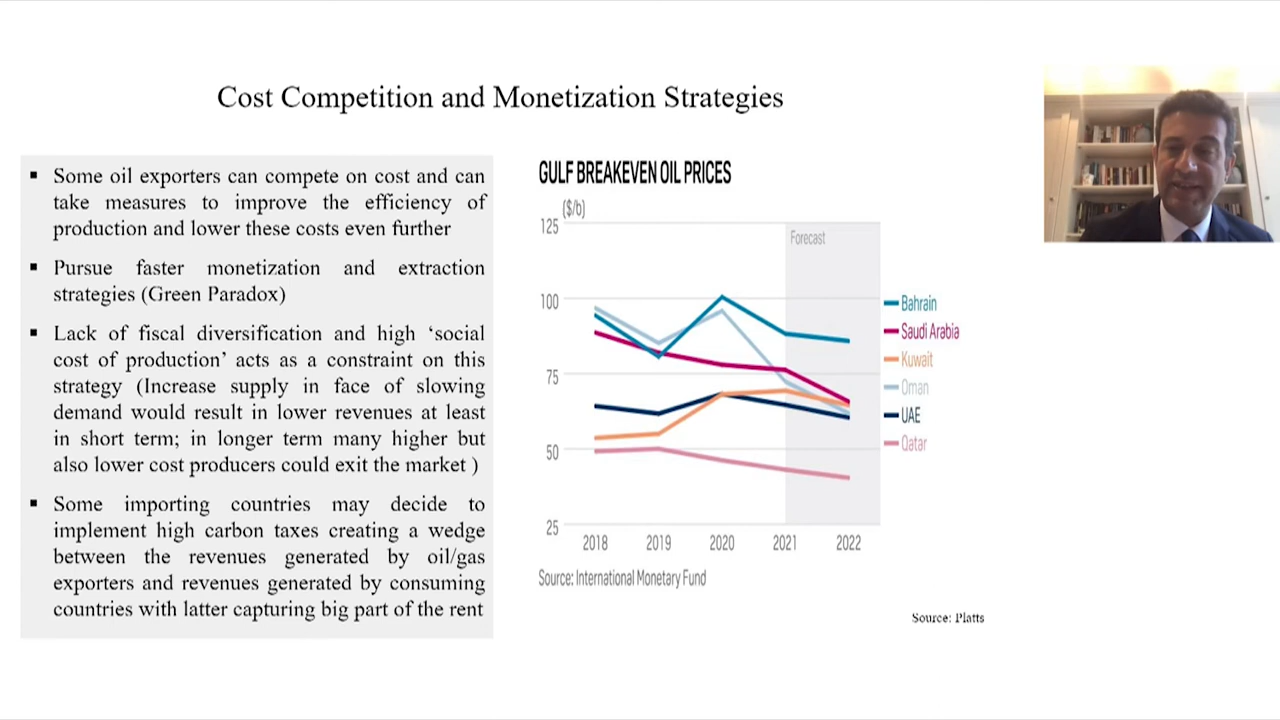 Cost Competition and Monetization Strategies
▪ Some oil exporters can compete on cost and can
take measures to improve the efficiency of
production and lower these costs even further
▪ Pursue faster monetization and extraction
strategies (Green Paradox)
▪ Lack of fiscal diversification and high ‘social
cost of production’ acts as a constraint on this
strategy (Increase supply in face of slowing
demand would result in lower revenues at least
in short term; in longer term many higher but
also lower cost producers could exit the market )
▪ Some importing countries may decide to
implement high carbon taxes creating a wedge
between the revenues generated by oil/gas
exporters and revenues generated by consuming
countries with latter capturing big part of the rent
GULF BREAKEVEN OIL PRICES
($/b)
125
Forecast
100
75
50
25
2018 2019 2020 2021 2022
Bahrain
Saudi Arabia
Kuwait
Oman
UAE
Qatar
Source: International Monetary Fund
Source: Platts